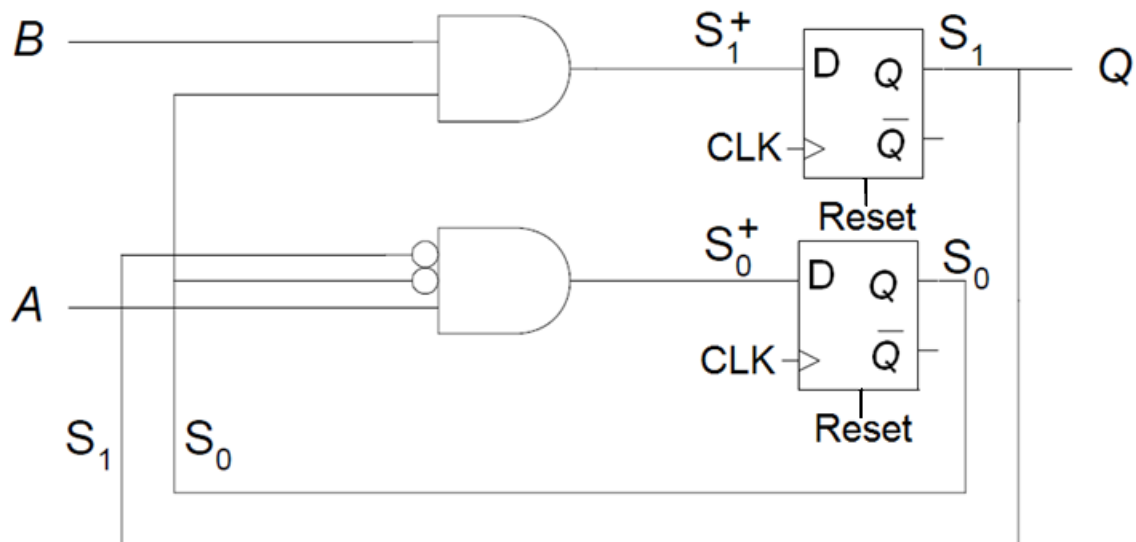 B
S₁⁺
D
Q
S₁
Q
CLK
Q̅
Reset
S₀⁺
D
Q
S₀
A
CLK
Q̅
Reset
S₁
S₀